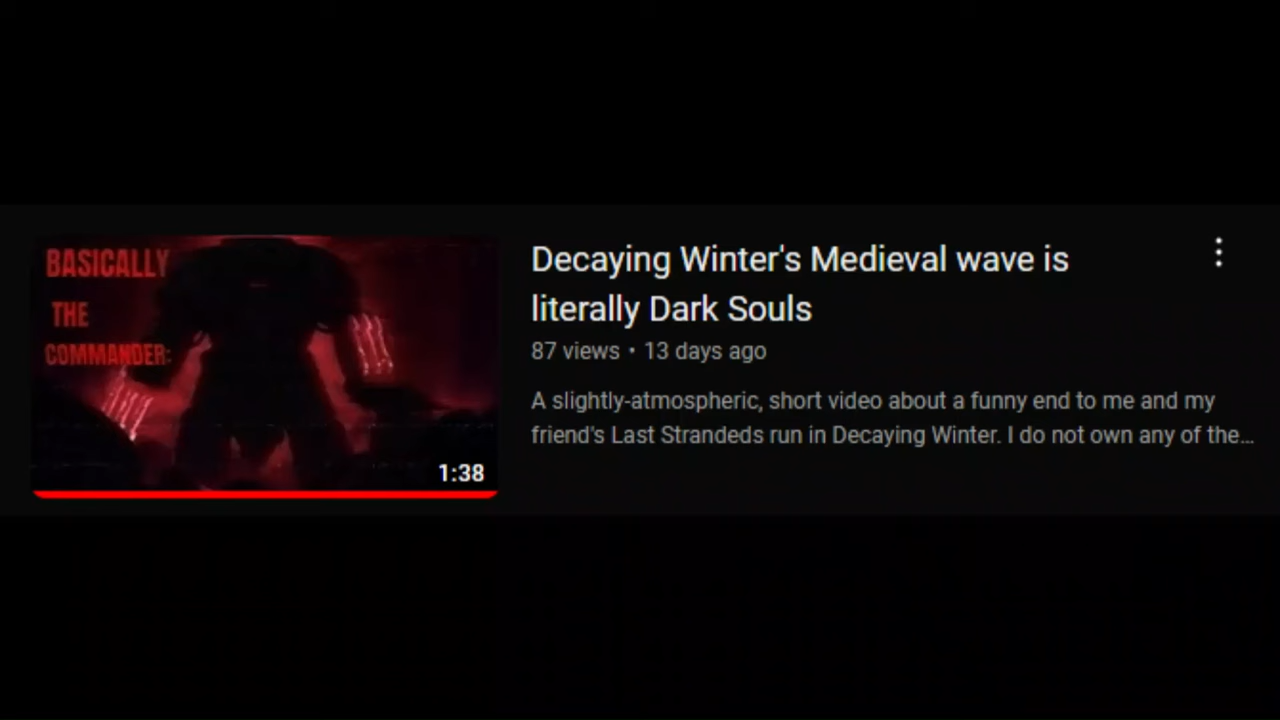 BASICALLY
THE
COMMANDER:
1:38
Decaying Winter's Medieval wave is
literally Dark Souls
87 views • 13 days ago
A slightly-atmospheric, short video about a funny end to me and my
friend's Last Strandeds run in Decaying Winter. I do not own any of the...